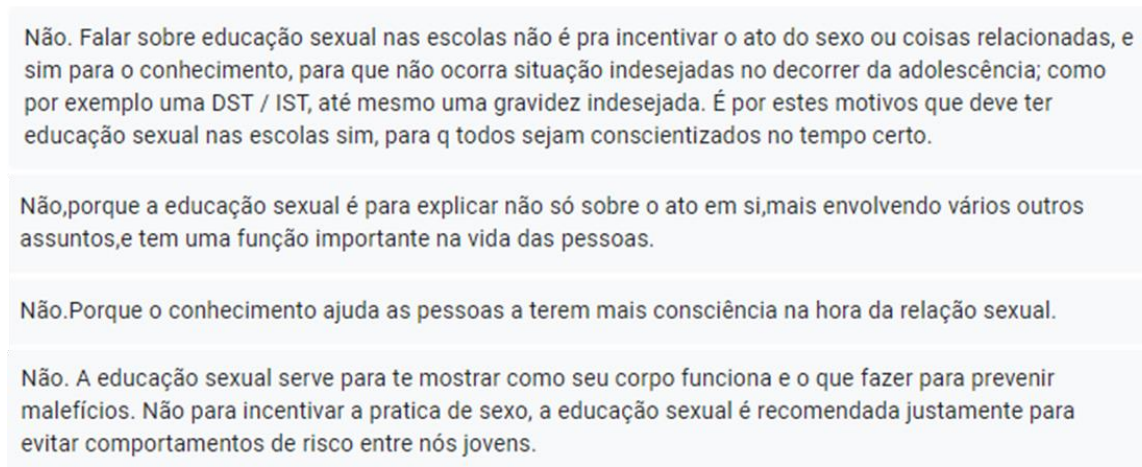 Não. Falar sobre educação sexual nas escolas não é pra incentivar o ato do sexo ou coisas relacionadas, e
sim para o conhecimento, para que não ocorra situação indesejadas no decorrer da adolescência; como
por exemplo uma DST / IST, até mesmo uma gravidez indesejada. É por estes motivos que deve ter
educação sexual nas escolas sim, para q todos sejam conscientizados no tempo certo.
Não,porque a educação sexual é para explicar não só sobre o ato em si,mais envolvendo vários outros
assuntos,e tem uma função importante na vida das pessoas.
Não.Porque o conhecimento ajuda as pessoas a terem mais consciência na hora da relação sexual.
Não. A educação sexual serve para te mostrar como seu corpo funciona e o que fazer para prevenir
malefícios. Não para incentivar a pratica de sexo, a educação sexual é recomendada justamente para
evitar comportamentos de risco entre nós jovens.